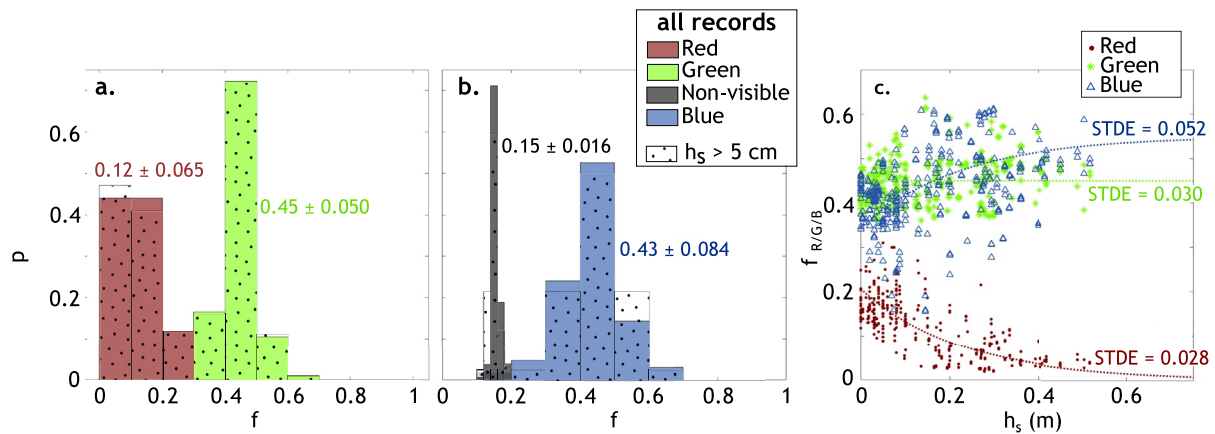 all records
Red
Green
Non-visible
Blue
hs > 5 cm
a.
0.12 ± 0.065
0.45 ± 0.050
p
0.6
0.4
0.2
0
0 0.2 0.4 0.6 0.8 1
f
b.
0.15 ± 0.016
0.43 ± 0.084
0.2 0.4 0.6 0.8 1
f
Red
Green
Blue
c.
STDE = 0.052
STDE = 0.030
STDE = 0.028
f R/G/B
0.6
0.4
0.2
0
0 0.2 0.4 0.6
hs (m)